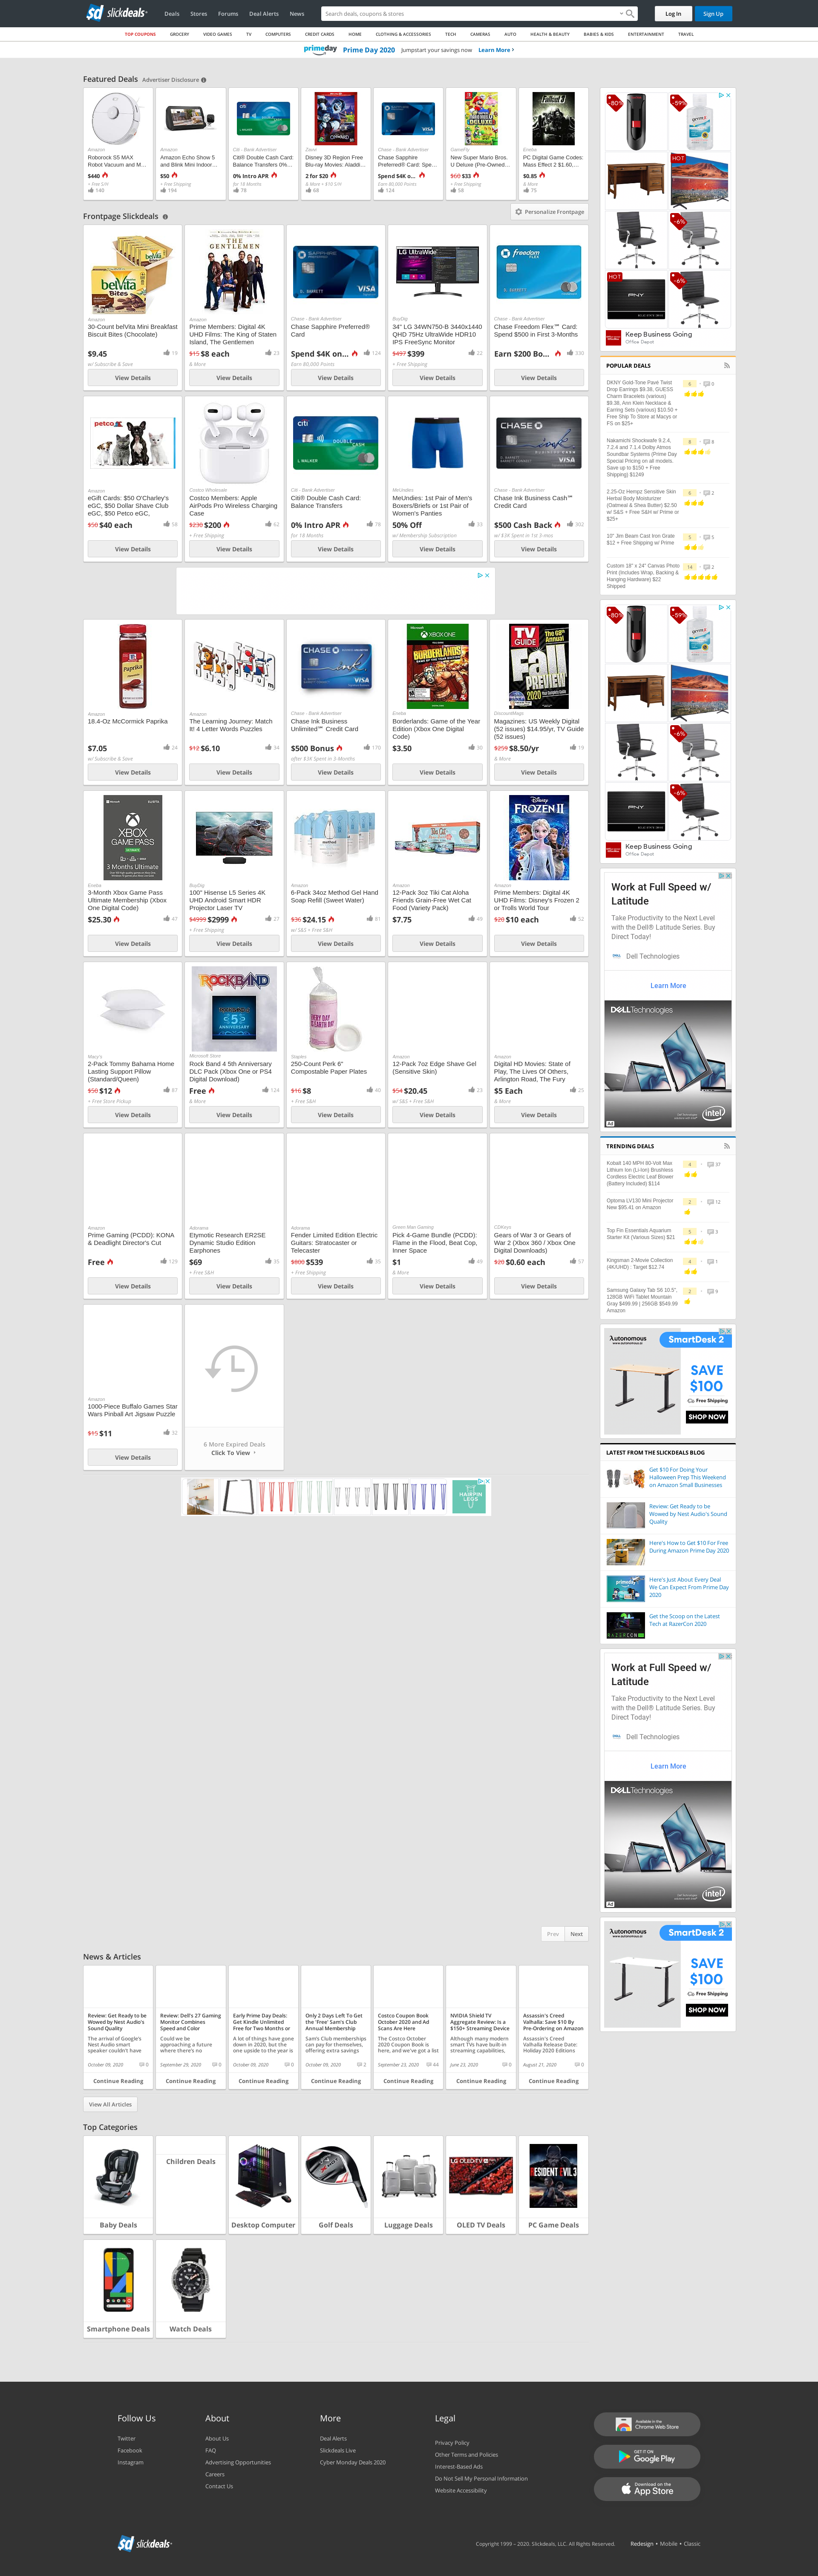 slickdeals
Deals Stores Forums Deal Alerts News
Search deals, coupons & stores
Log In Sign Up
TOP COUPONS GROCERY VIDEO GAMES TV COMPUTERS CREDIT CARDS HOME CLOTHING & ACCESSORIES TECH CAMERAS AUTO HEALTH & BEAUTY BABIES & KIDS ENTERTAINMENT TRAVEL
prime day Prime Day 2020 Jumpstart your savings now Learn More
Featured Deals Advertiser Disclosure
Amazon
Roborock S5 MAX
Robot Vacuum and M...
$440
+ Free S/H
140
Amazon
Amazon Echo Show 5
and Blink Mini Indoor...
$50
+ Free Shipping
194
Citi - Bank Advertiser
Citi® Double Cash Card:
Balance Transfers 0%...
0% Intro APR
for 18 Months
78
Zavvi
Disney 3D Region Free
Blu-ray Movies: Aladdi...
2 for $20
& More + $10 S/H
68
Chase - Bank Advertiser
Chase Sapphire
Preferred® Card: Spe...
Spend $4K o...
Earn 80,000 Points
124
GameFly
New Super Mario Bros.
U Deluxe (Pre-Owned...
$60 $33
+ Free Shipping
58
Eneba
PC Digital Game Codes:
Mass Effect 2 $1.60,...
$0.85
& More
75
Frontpage Slickdeals
Personalize Frontpage
Amazon
30-Count belVita Mini Breakfast
Biscuit Bites (Chocolate)
$9.45
19
w/ Subscribe & Save
View Details
Amazon
Prime Members: Digital 4K
UHD Films: The King of Staten
Island, The Gentlemen
$15 $8 each
23
& More
View Details
Chase - Bank Advertiser
Chase Sapphire Preferred®
Card
Spend $4K on...
124
Earn 80,000 Points
View Details
BuyDig
34" LG 34WN750-B 3440x1440
QHD 75Hz UltraWide HDR10
IPS FreeSync Monitor
$497 $399
22
+ Free Shipping
View Details
Chase - Bank Advertiser
Chase Freedom Flex℠ Card:
Spend $500 in First 3-Months
Earn $200 Bo...
330
View Details
Amazon
eGift Cards: $50 O'Charley's
eGC, $50 Dollar Shave Club
eGC, $50 Petco eGC,
$50 $40 each
58
View Details
Costco Wholesale
Costco Members: Apple
AirPods Pro Wireless Charging
Case
$230 $200
62
+ Free Shipping
View Details
Citi - Bank Advertiser
Citi® Double Cash Card:
Balance Transfers
0% Intro APR
78
for 18 Months
View Details
MeUndies
MeUndies: 1st Pair of Men's
Boxers/Briefs or 1st Pair of
Women's Panties
50% Off
33
w/ Membership Subscription
View Details
Chase - Bank Advertiser
Chase Ink Business Cash℠
Credit Card
$500 Cash Back
302
w/ $3K Spent in 1st 3-mos
View Details
Amazon
18.4-Oz McCormick Paprika
$7.05
24
w/ Subscribe & Save
View Details
Amazon
The Learning Journey: Match
It! 4 Letter Words Puzzles
$12 $6.10
34
View Details
Chase - Bank Advertiser
Chase Ink Business
Unlimited℠ Credit Card
$500 Bonus
170
after $3K Spent in 3 Months
View Details
Eneba
Borderlands: Game of the Year
Edition (Xbox One Digital
Code)
$3.50
30
View Details
DiscountMags
Magazines: US Weekly Digital
(52 issues) $14.95/yr, TV Guide
(52 issues)
$259 $8.50/yr
19
& More
View Details
Eneba
3-Month Xbox Game Pass
Ultimate Membership (Xbox
One Digital Code)
$25.30
47
View Details
BuyDig
100" Hisense L5 Series 4K
UHD Android Smart HDR
Projector Laser TV
$4999 $2999
27
+ Free Shipping
View Details
Amazon
6-Pack 34oz Method Gel Hand
Soap Refill (Sweet Water)
$36 $24.15
81
w/ S&S + Free S&H
View Details
Amazon
12-Pack 3oz Tiki Cat Aloha
Friends Grain-Free Wet Cat
Food (Variety Pack)
$7.75
49
View Details
Amazon
Prime Members: Digital 4K
UHD Films: Disney's Frozen 2
or Trolls World Tour
$20 $10 each
52
View Details
Macy's
2-Pack Tommy Bahama Home
Lasting Support Pillow
(Standard/Queen)
$50 $12
87
+ Free Store Pickup
View Details
Microsoft Store
Rock Band 4 5th Anniversary
DLC Pack (Xbox One or PS4
Digital Download)
Free
124
& More
View Details
Staples
250-Count Perk 6"
Compostable Paper Plates
$16 $8
40
+ Free S&H
View Details
Amazon
12-Pack 7oz Edge Shave Gel
(Sensitive Skin)
$54 $20.45
23
w/ S&S + Free S&H
View Details
Amazon
Digital HD Movies: State of
Play, The Lives Of Others,
Arlington Road, The Fury
$5 Each
25
& More
View Details
Amazon
Prime Gaming (PCDD): KONA
& Deadlight Director's Cut
Free
129
View Details
Adorama
Etymotic Research ER2SE
Dynamic Studio Edition
Earphones
$69
35
+ Free S&H
View Details
Adorama
Fender Limited Edition Electric
Guitars: Stratocaster or
Telecaster
$800 $539
35
+ Free Shipping
View Details
Green Man Gaming
Pick 4-Game Bundle (PCDD):
Flame in the Flood, Beat Cop,
Inner Space
$1
49
& More
View Details
CDKeys
Gears of War 3 or Gears of
War 2 (Xbox 360 / Xbox One
Digital Downloads)
$20 $0.60 each
57
View Details
Amazon
1000-Piece Buffalo Games Star
Wars Pinball Art Jigsaw Puzzle
$15 $11
32
View Details
6 More Expired Deals
Click To View
HAIRPIN LEGS
Prev Next
Keep Business Going
Office Depot
POPULAR DEALS
DKNY Gold-Tone Pavé Twist
Drop Earrings $9.38, GUESS
Charm Bracelets (various)
$9.38, Ann Klein Necklace &
Earring Sets (various) $10.50 +
Free Ship To Store at Macys or
FS on $25+
6 0
Nakamichi Shockwafe 9.2.4,
7.2.4 and 7.1.4 Dolby Atmos
Soundbar Systems (Prime Day
Special Pricing on all models.
Save up to $150 + Free
Shipping) $1249
8 8
2.25-Oz Hempz Sensitive Skin
Herbal Body Moisturizer
(Oatmeal & Shea Butter) $2.50
w/ S&S + Free S&H w/ Prime or
$25+
6 2
10" Jim Beam Cast Iron Grate
$12 + Free Shipping w/ Prime
5 5
Custom 18" x 24" Canvas Photo
Print (Includes Wrap, Backing &
Hanging Hardware) $22
Shipped
14 2
Keep Business Going
Office Depot
Work at Full Speed w/
Latitude
Take Productivity to the Next Level
with the Dell® Latitude Series. Buy
Direct Today!
Dell Technologies
Learn More
DELL Technologies
intel
Ad
TRENDING DEALS
Kobalt 140 MPH 80-Volt Max
Lithium Ion (Li-Ion) Brushless
Cordless Electric Leaf Blower
(Battery Included) $114
4 37
Optoma LV130 Mini Projector
New $95.41 on Amazon
2 12
Top Fin Essentials Aquarium
Starter Kit (Various Sizes) $21
5 3
Kingsman 2-Movie Collection
(4K/UHD) : Target $12.74
4 1
Samsung Galaxy Tab S6 10.5",
128GB WiFi Tablet Mountain
Gray $499.99 | 256GB $549.99
Amazon
2 9
Autonomous SmartDesk 2
SAVE
$100
Free Shipping
SHOP NOW
LATEST FROM THE SLICKDEALS BLOG
Get $10 For Doing Your
Halloween Prep This Weekend
on Amazon Small Businesses
Review: Get Ready to be
Wowed by Nest Audio's Sound
Quality
Here's How to Get $10 For Free
During Amazon Prime Day 2020
Here's Just About Every Deal
We Can Expect From Prime Day
2020
Get the Scoop on the Latest
Tech at RazerCon 2020
Work at Full Speed w/
Latitude
Take Productivity to the Next Level
with the Dell® Latitude Series. Buy
Direct Today!
Dell Technologies
Learn More
DELL Technologies
intel
Ad
Autonomous SmartDesk 2
SAVE
$100
Free Shipping
SHOP NOW
News & Articles
Review: Get Ready to be
Wowed by Nest Audio's
Sound Quality
The arrival of Google's
Nest Audio smart
speaker couldn't have
October 09, 2020 0
Continue Reading
Review: Dell's 27 Gaming
Monitor Combines
Speed and Color
Could we be
approaching a future
where there's no
September 29, 2020 0
Continue Reading
Early Prime Day Deals:
Get Kindle Unlimited
Free for Two Months or
A lot of things have gone
down in 2020, but the
one upside to the year is
October 09, 2020 0
Continue Reading
Only 2 Days Left To Get
the 'Free' Sam's Club
Annual Membership
Sam's Club memberships
can pay for themselves,
offering extra savings
October 09, 2020 2
Continue Reading
Costco Coupon Book
October 2020 and Ad
Scans Are Here
The Costco October
2020 Coupon Book is
here, and we've got a list
September 23, 2020 44
Continue Reading
NVIDIA Shield TV
Aggregate Review: Is a
$150+ Streaming Device
Although many modern
smart TVs have built-in
streaming capabilities,
June 23, 2020 0
Continue Reading
Assassin's Creed
Valhalla: Save $10 By
Pre-Ordering on Amazon
Assassin's Creed
Valhalla Release Date:
Holiday 2020 Editions
August 21, 2020 0
Continue Reading
View All Articles
Top Categories
Baby Deals
Children Deals
Desktop Computer
Golf Deals
Luggage Deals
OLED TV Deals
PC Game Deals
Smartphone Deals
Watch Deals
Follow Us
Twitter
Facebook
Instagram
About
About Us
FAQ
Advertising Opportunities
Careers
Contact Us
More
Deal Alerts
Slickdeals Live
Cyber Monday Deals 2020
Legal
Privacy Policy
Other Terms and Policies
Interest-Based Ads
Do Not Sell My Personal Information
Website Accessibility
Available in the
Chrome Web Store
GET IT ON
Google Play
Download on the
App Store
slickdeals
Copyright 1999 - 2020. Slickdeals, LLC. All Rights Reserved. Redesign • Mobile • Classic